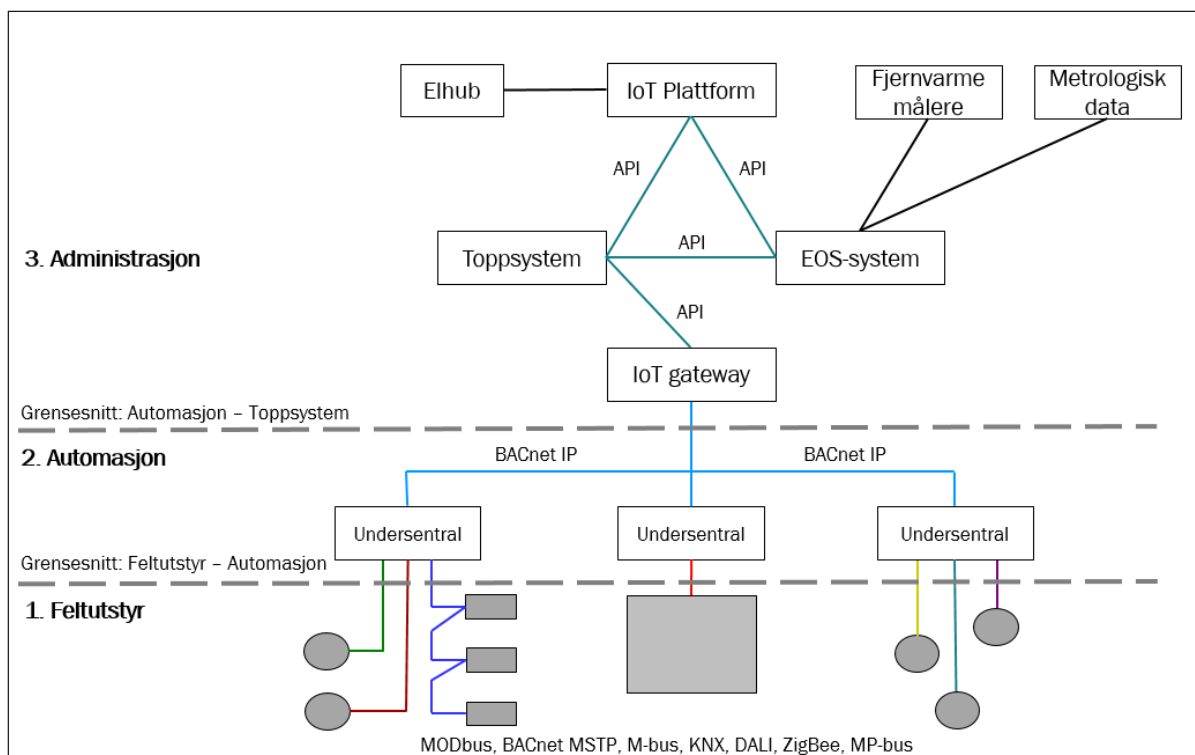 Elhub
IoT Plattform
Fjernvarme
målere
Metrologisk
data
API
API
3. Administrasjon
Toppsystem
API
EOS-system
API
IoT gateway
Grensesnitt: Automasjon – Toppsystem
2. Automasjon
BACnet IP
BACnet IP
Undersentral
Undersentral
Undersentral
Grensesnitt: Feltutstyr – Automasjon
1. Feltutstyr
MODbus, BACnet MSTP, M-bus, KNX, DALI, ZigBee, MP-bus